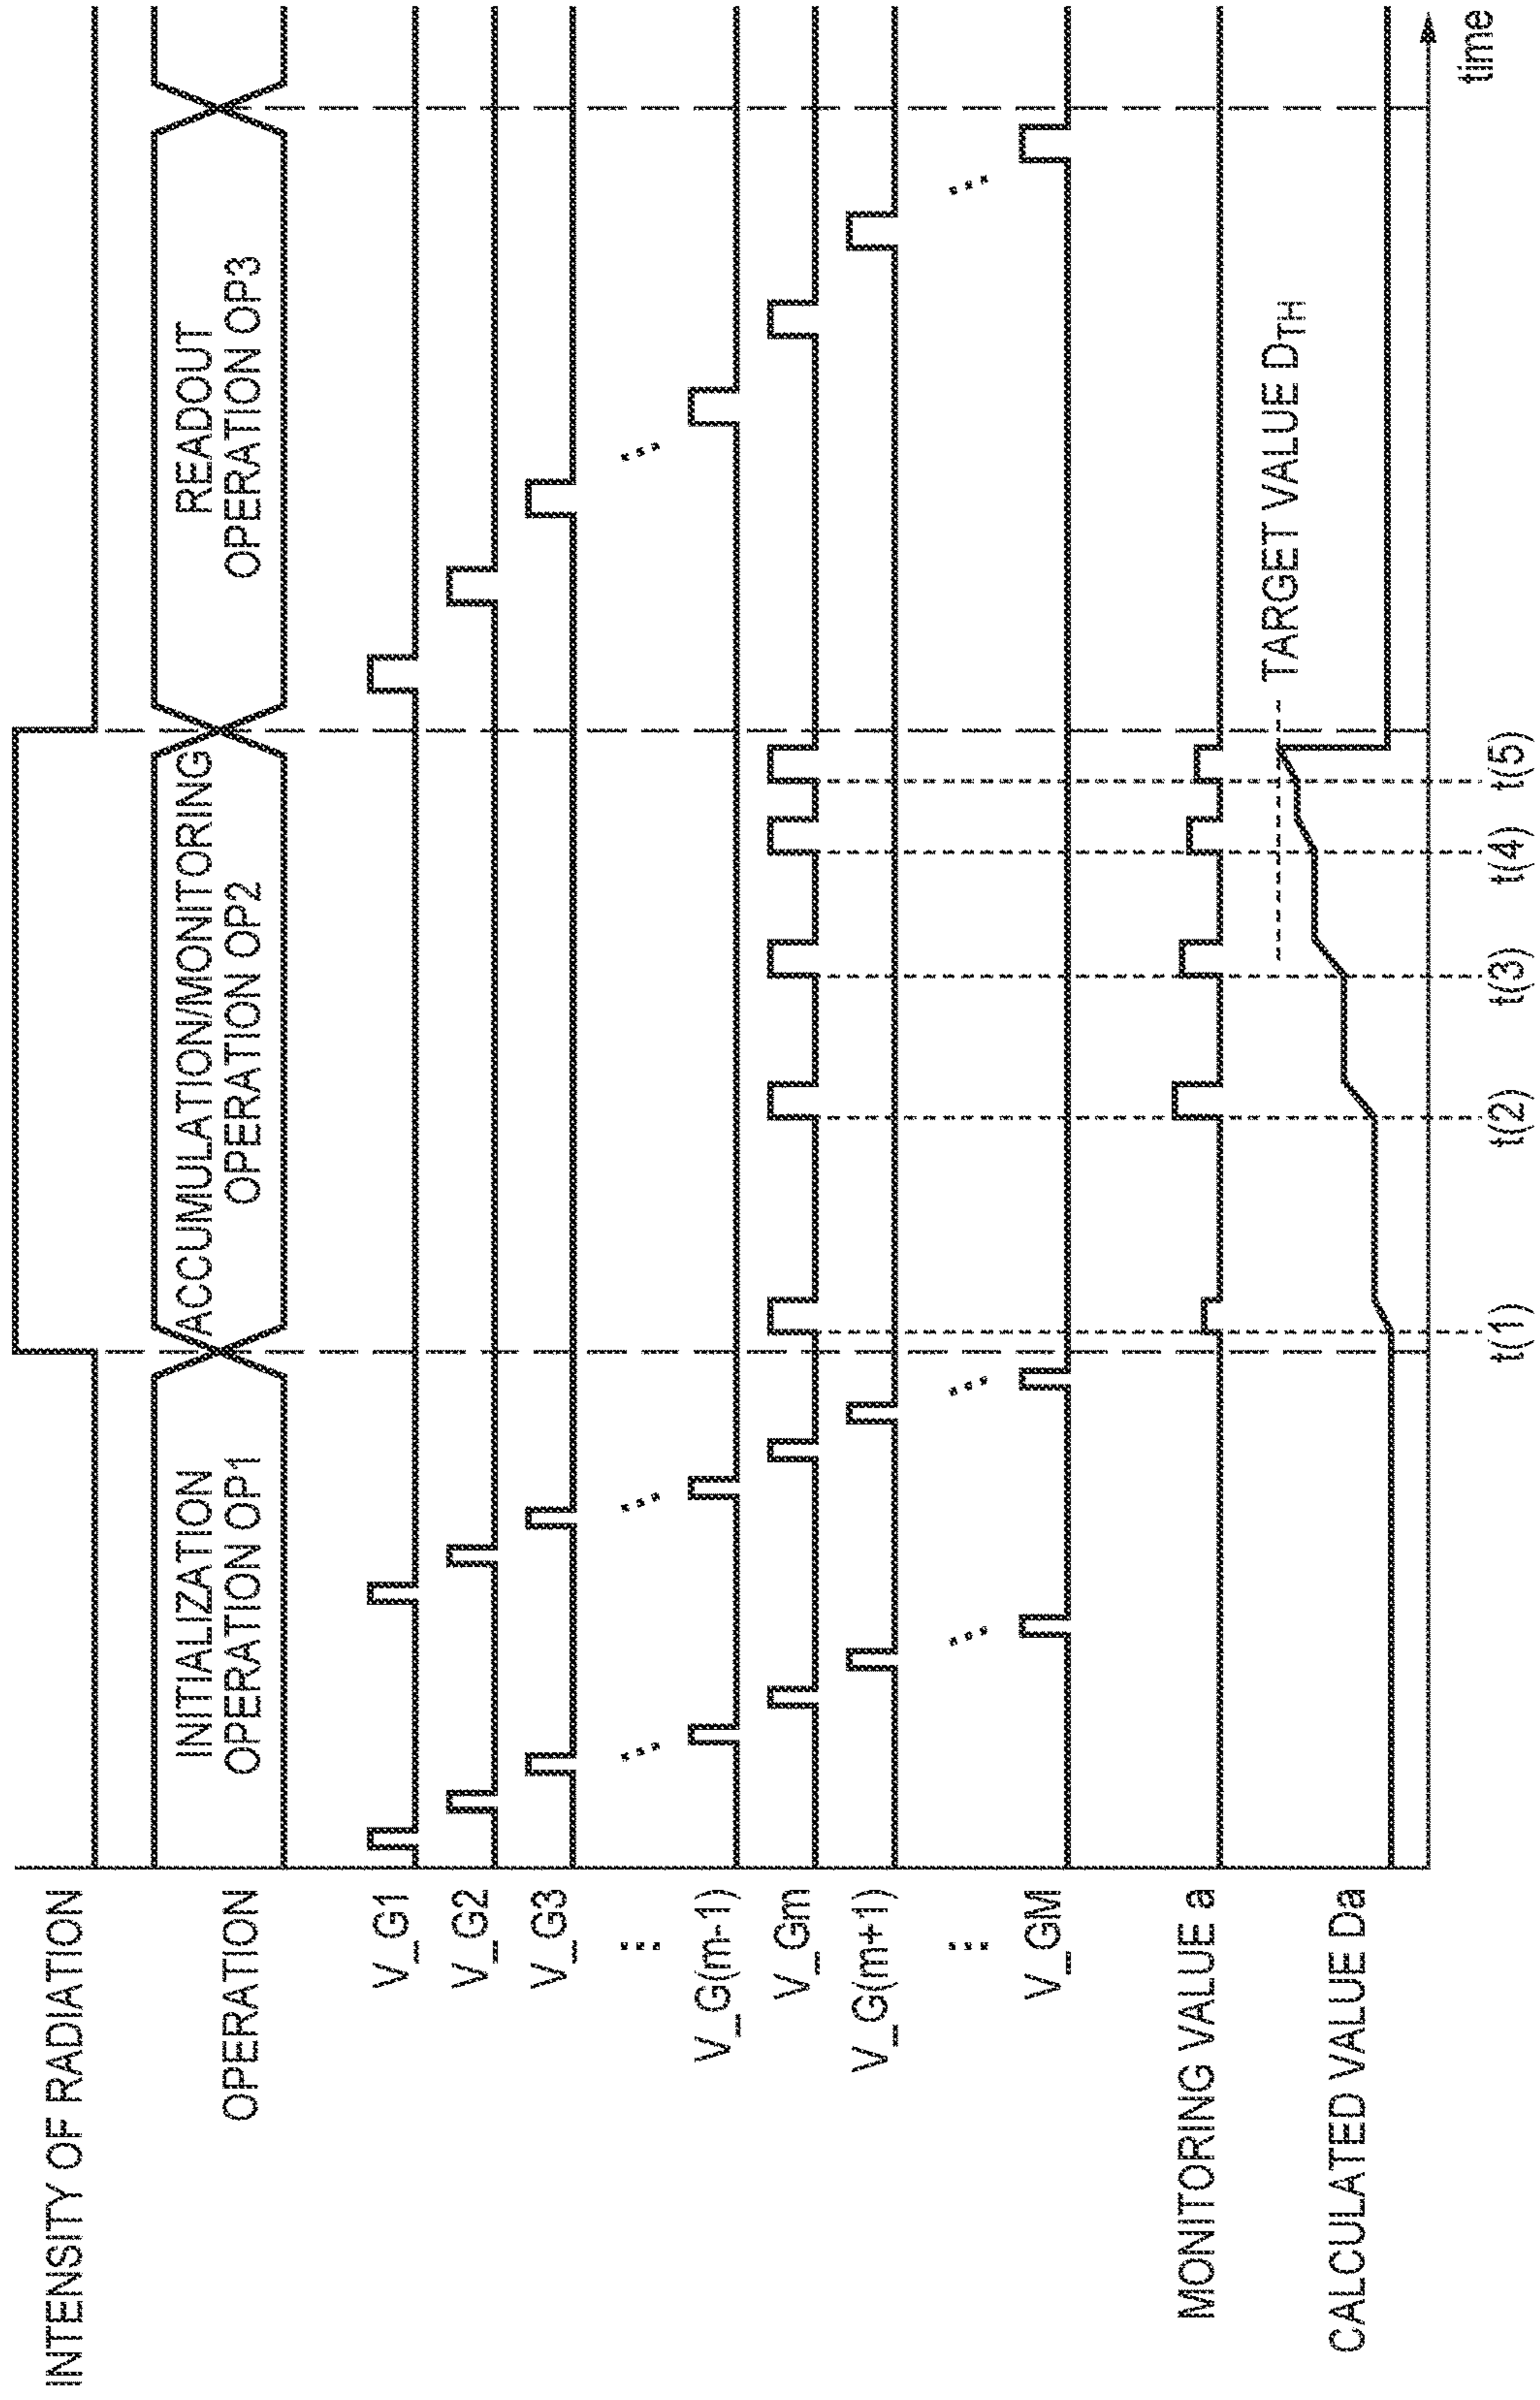 INTENSITY OF RADIATION
OPERATION
INITIALIZATION
OPERATION OP1
ACCUMULATION/MONITORING
OPERATION OP2
READOUT
OPERATION OP3
V_G1
V_G2
V_G3
V_G(m-1)
V_Gm
V_G(m+1)
V_GM
MONITORING VALUE a
TARGET VALUE DTH
CALCULATED VALUE Da
t(1)
t(2)
t(3)
t(4)
t(5)
time